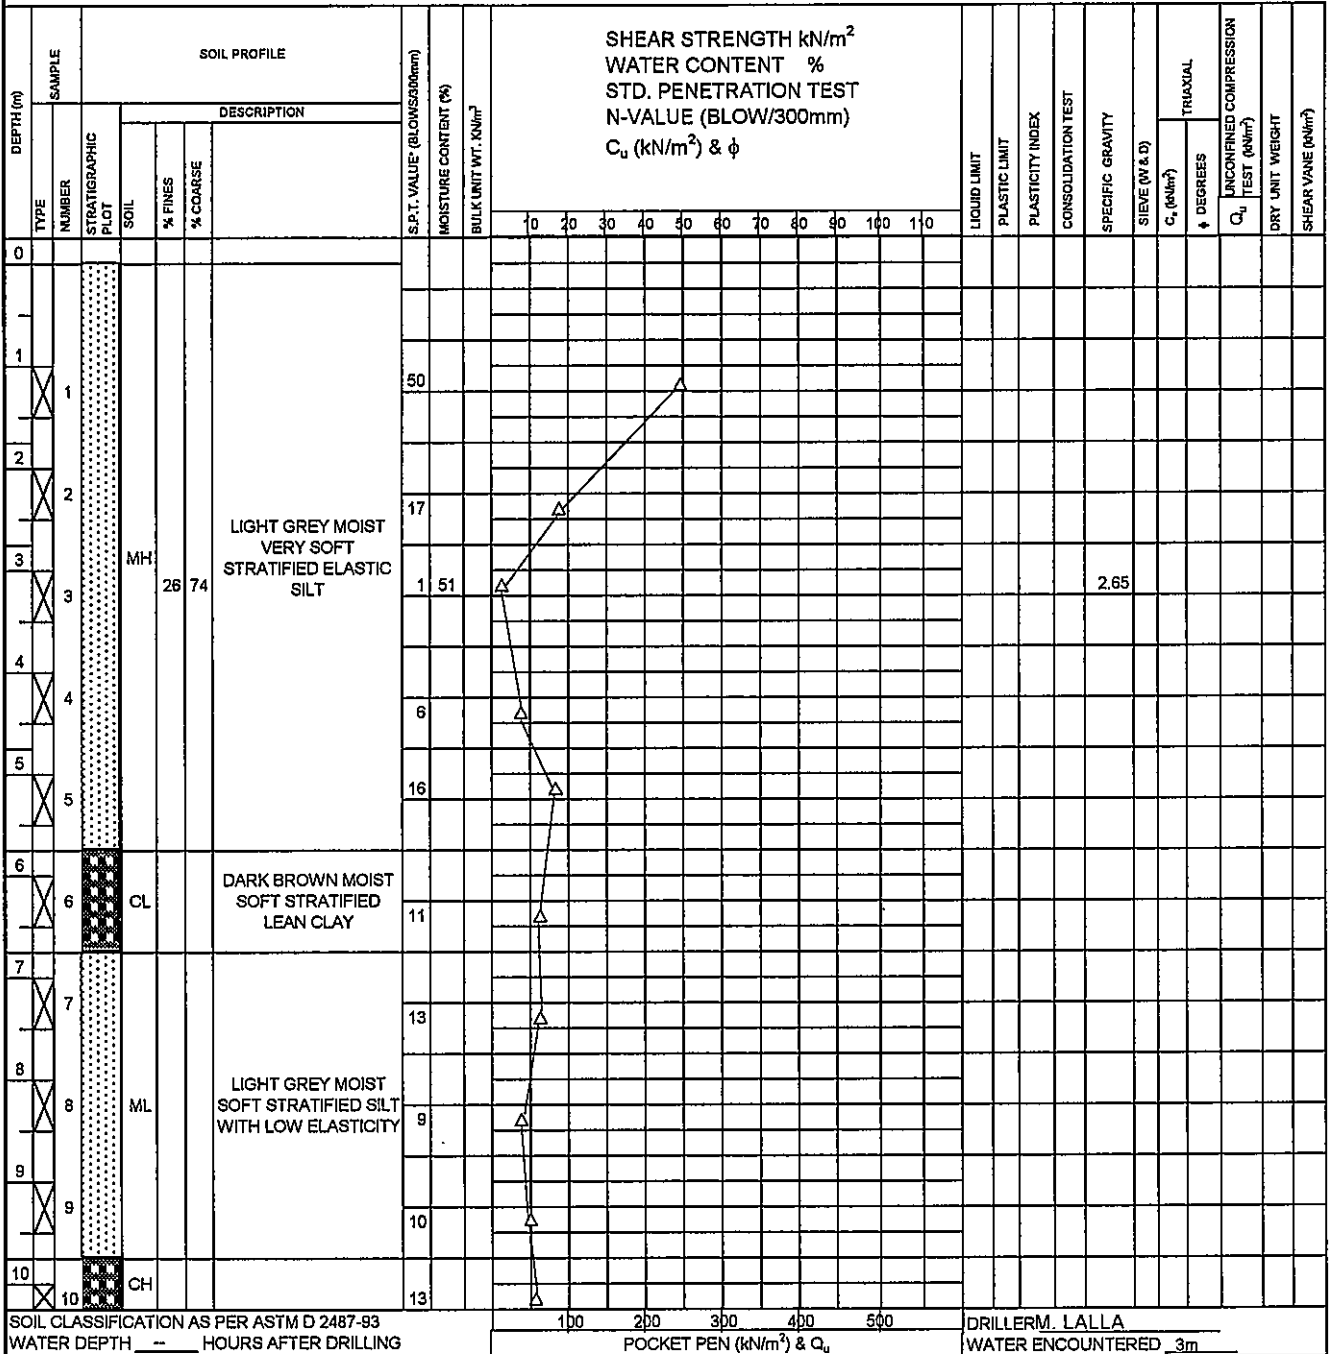 DEPTH (m)
SAMPLE
TYPE
NUMBER
SOIL PROFILE
STRATIGRAPHIC
PLOT
DESCRIPTION
SOIL
% FINES
% COARSE
S.P.T. VALUE* (BLOWS/300mm)
MOISTURE CONTENT (%)
BULK UNIT WT. KN/m³
SHEAR STRENGTH kN/m²
WATER CONTENT %
STD. PENETRATION TEST
N-VALUE (BLOW/300mm)
Cu (kN/m²) & ϕ
10 20 30 40 50 60 70 80 90 100 110
LIQUID LIMIT
PLASTIC LIMIT
PLASTICITY INDEX
CONSOLIDATION TEST
SPECIFIC GRAVITY
SIEVE (W & D)
TRIAXIAL
Cu (kN/m²)
ϕ DEGREES
UNCONFINED COMPRESSION
TEST (kN/m²)
Qu
DRY UNIT WEIGHT
SHEAR VANE (kN/m²)
0
1
1 50
2
2 17
LIGHT GREY MOIST
VERY SOFT
STRATIFIED ELASTIC
SILT
3
MH
3 26 74 1 51 2.65
4
4 6
5
5 16
6
6 CL 11
DARK BROWN MOIST
SOFT STRATIFIED
LEAN CLAY
7
7 13
8
8 ML 9
LIGHT GREY MOIST
SOFT STRATIFIED SILT
WITH LOW ELASTICITY
9
9 10
10
CH
10 13
100 200 300 400 500
SOIL CLASSIFICATION AS PER ASTM D 2487-93
WATER DEPTH -- HOURS AFTER DRILLING
POCKET PEN (kN/m²) & Qu
DRILLER M. LALLA
WATER ENCOUNTERED 3m